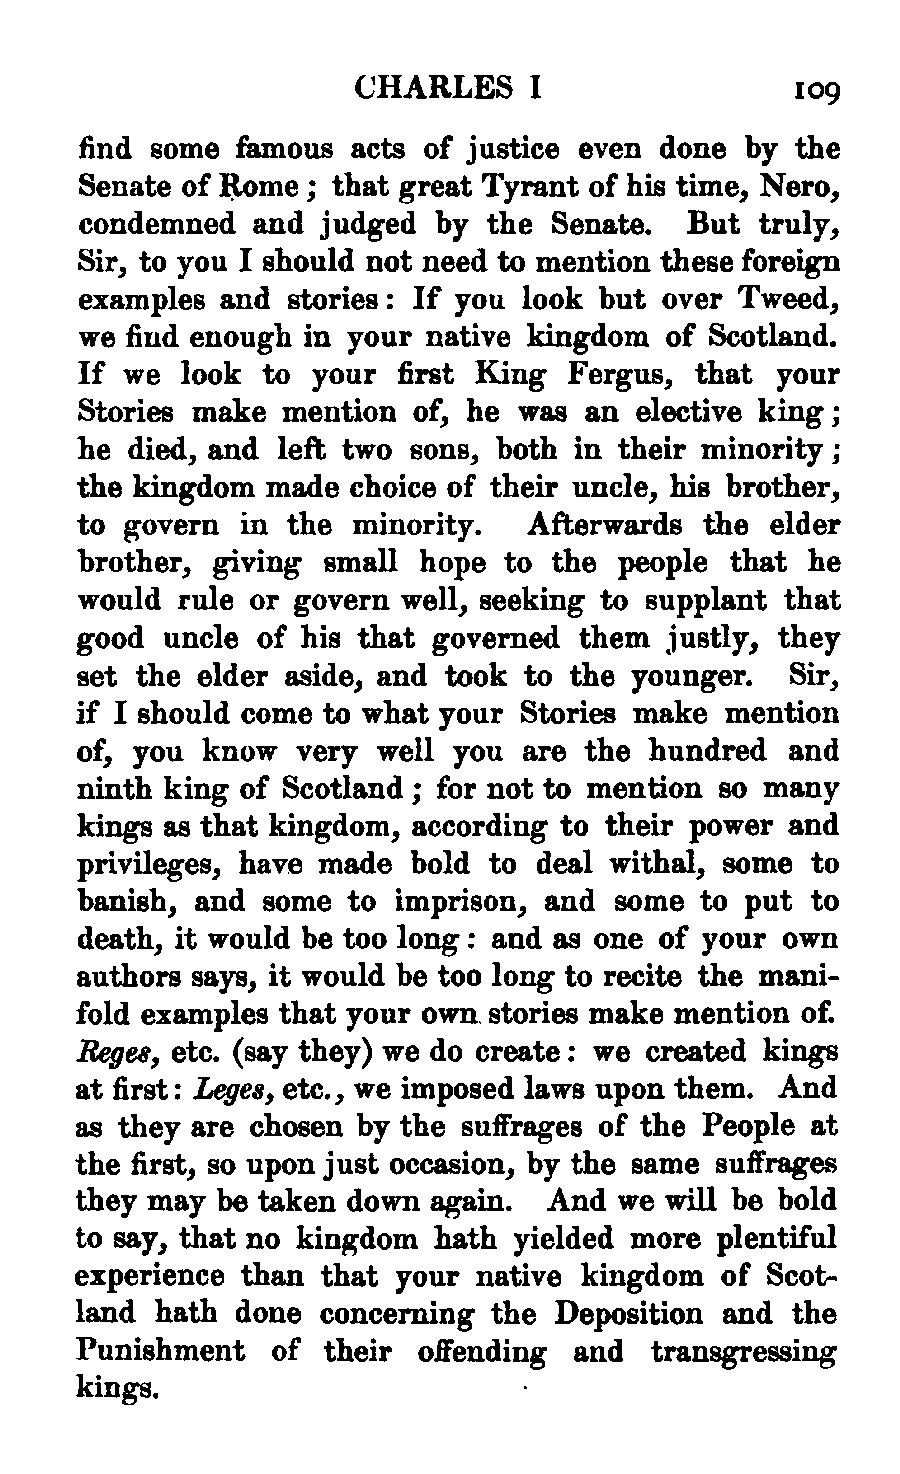 CHARLES I 109
find some famous acts of justice even done by the
Senate of Rome ; that great Tyrant of his time, Nero,
condemned and judged by the Senate. But truly,
Sir, to you I should not need to mention these foreign
examples and stories : If you look but over Tweed,
we find enough in your native kingdom of Scotland.
If we look to your first King Fergus, that your
Stories make mention of, he was an elective king ;
he died, and left two sons, both in their minority ;
the kingdom made choice of their uncle, his brother,
to govern in the minority. Afterwards the elder
brother, giving small hope to the people that he
would rule or govern well, seeking to supplant that
good uncle of his that governed them justly, they
set the elder aside, and took to the younger. Sir,
if I should come to what your Stories make mention
of, you know very well you are the hundred and
ninth king of Scotland ; for not to mention so many
kings as that kingdom, according to their power and
privileges, have made bold to deal withal, some to
banish, and some to imprison, and some to put to
death, it would be too long : and as one of your own
authors says, it would be too long to recite the mani-
fold examples that your own stories make mention of.
Reges, etc. (say they) we do create : we created kings
at first : Leges, etc., we imposed laws upon them. And
as they are chosen by the suffrages of the People at
the first, so upon just occasion, by the same suffrages
they may be taken down again. And we will be bold
to say, that no kingdom hath yielded more plentiful
experience than that your native kingdom of Scot-
land hath done concerning the Deposition and the
Punishment of their offending and transgressing
kings.